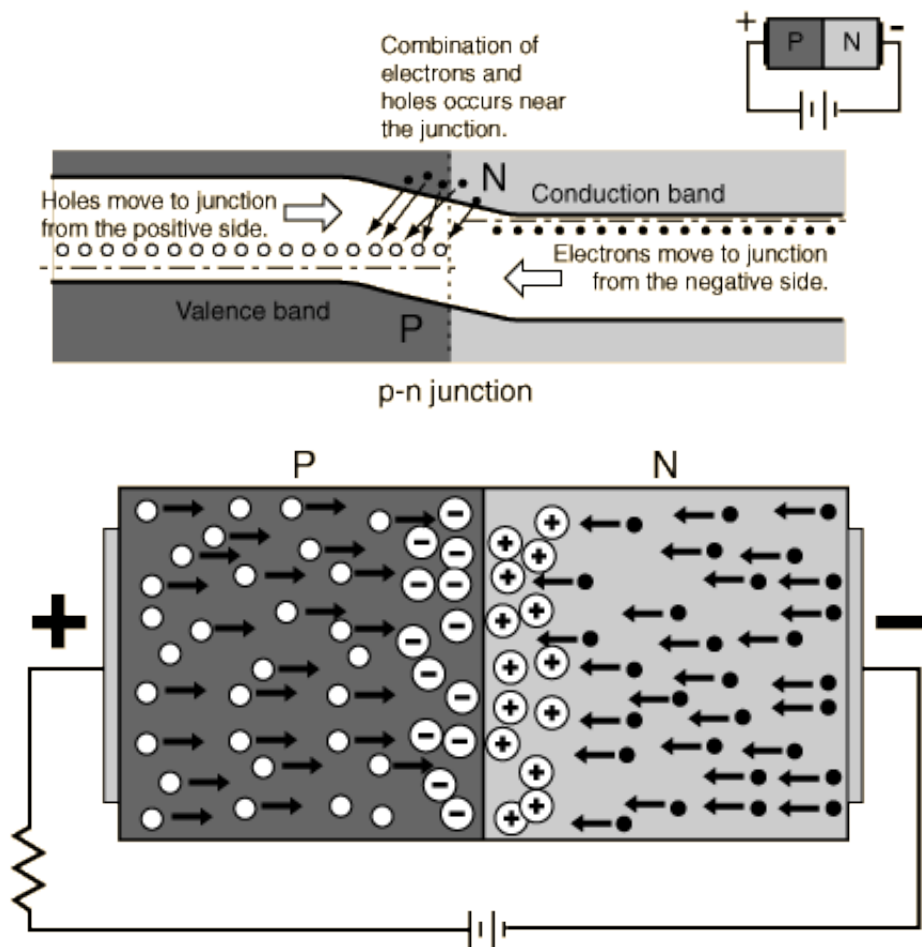 Combination of
electrons and
holes occurs near
the junction.
+
P
N
-
N
Conduction band
Holes move to junction
from the positive side.
Electrons move to junction
from the negative side.
Valence band
P
p-n junction
P
N
+
-